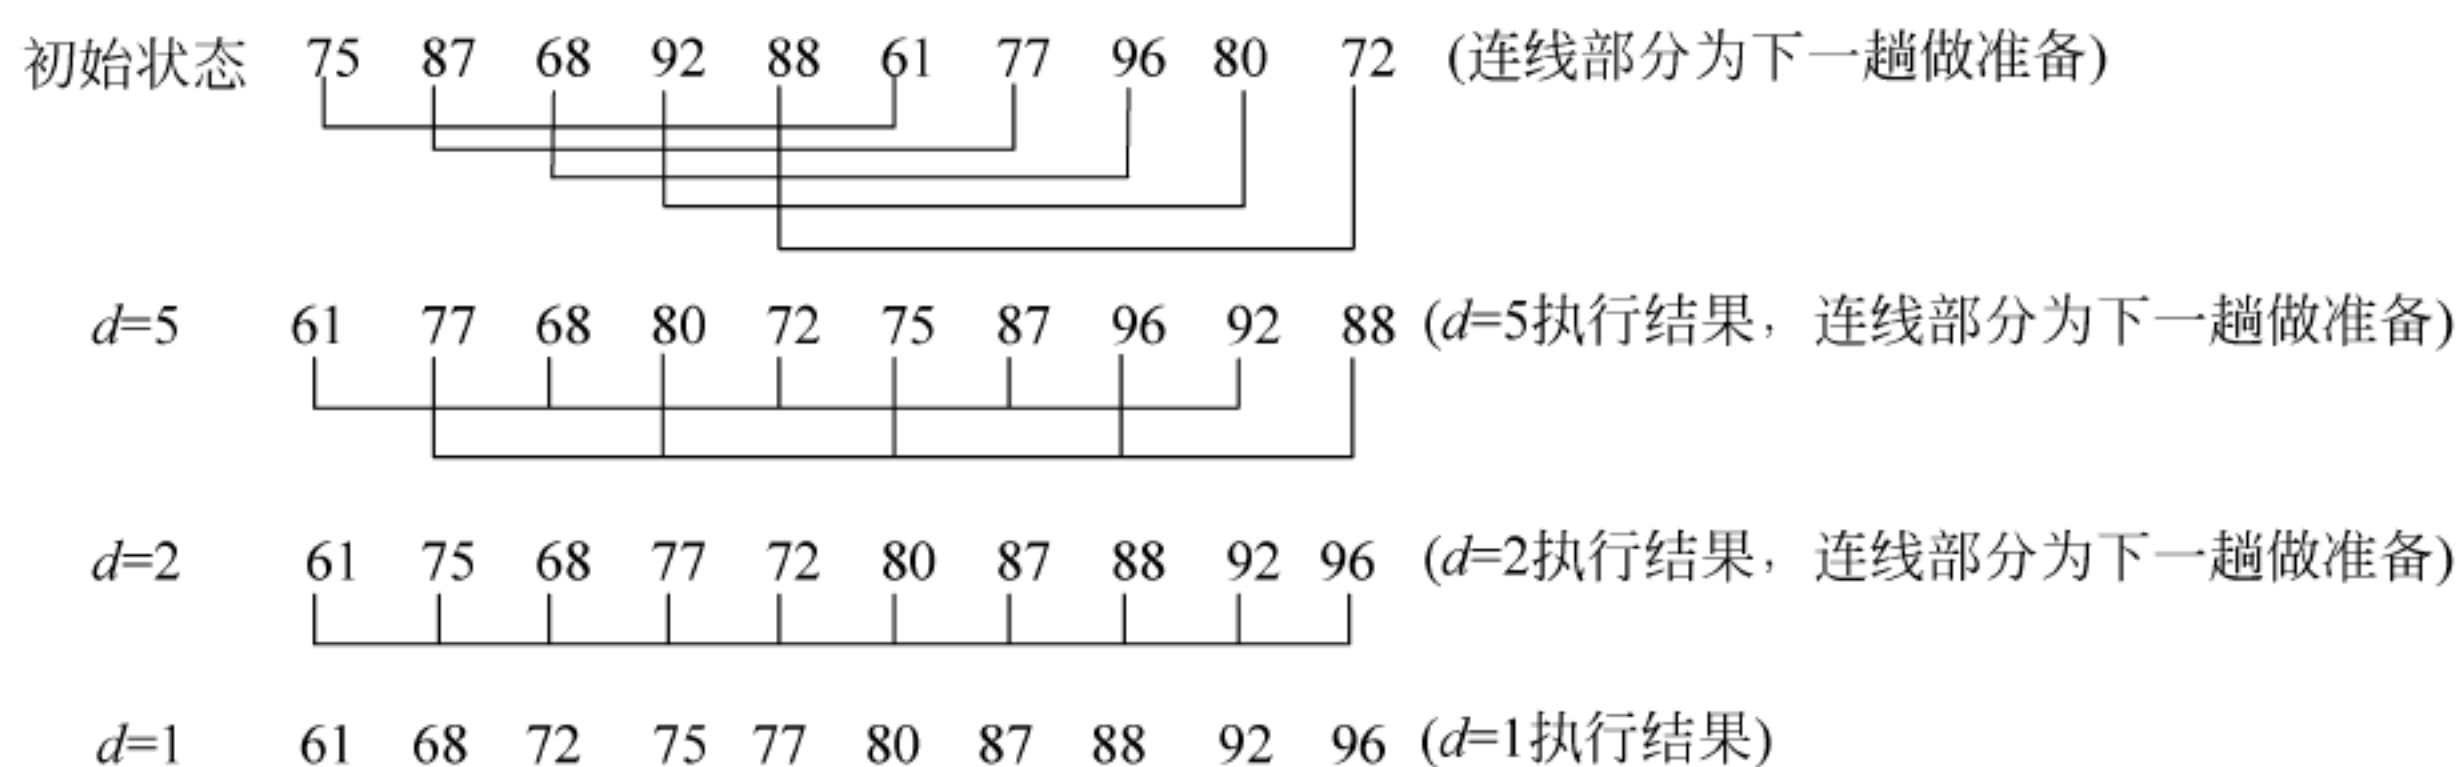 初始状态 75 87 68 92 88 61 77 96 80 72 (连线部分为下一趟做准备)
d=5 61 77 68 80 72 75 87 96 92 88 (d=5执行结果，连线部分为下一趟做准备)
d=2 61 75 68 77 72 80 87 88 92 96 (d=2执行结果，连线部分为下一趟做准备)
d=1 61 68 72 75 77 80 87 88 92 96 (d=1执行结果)